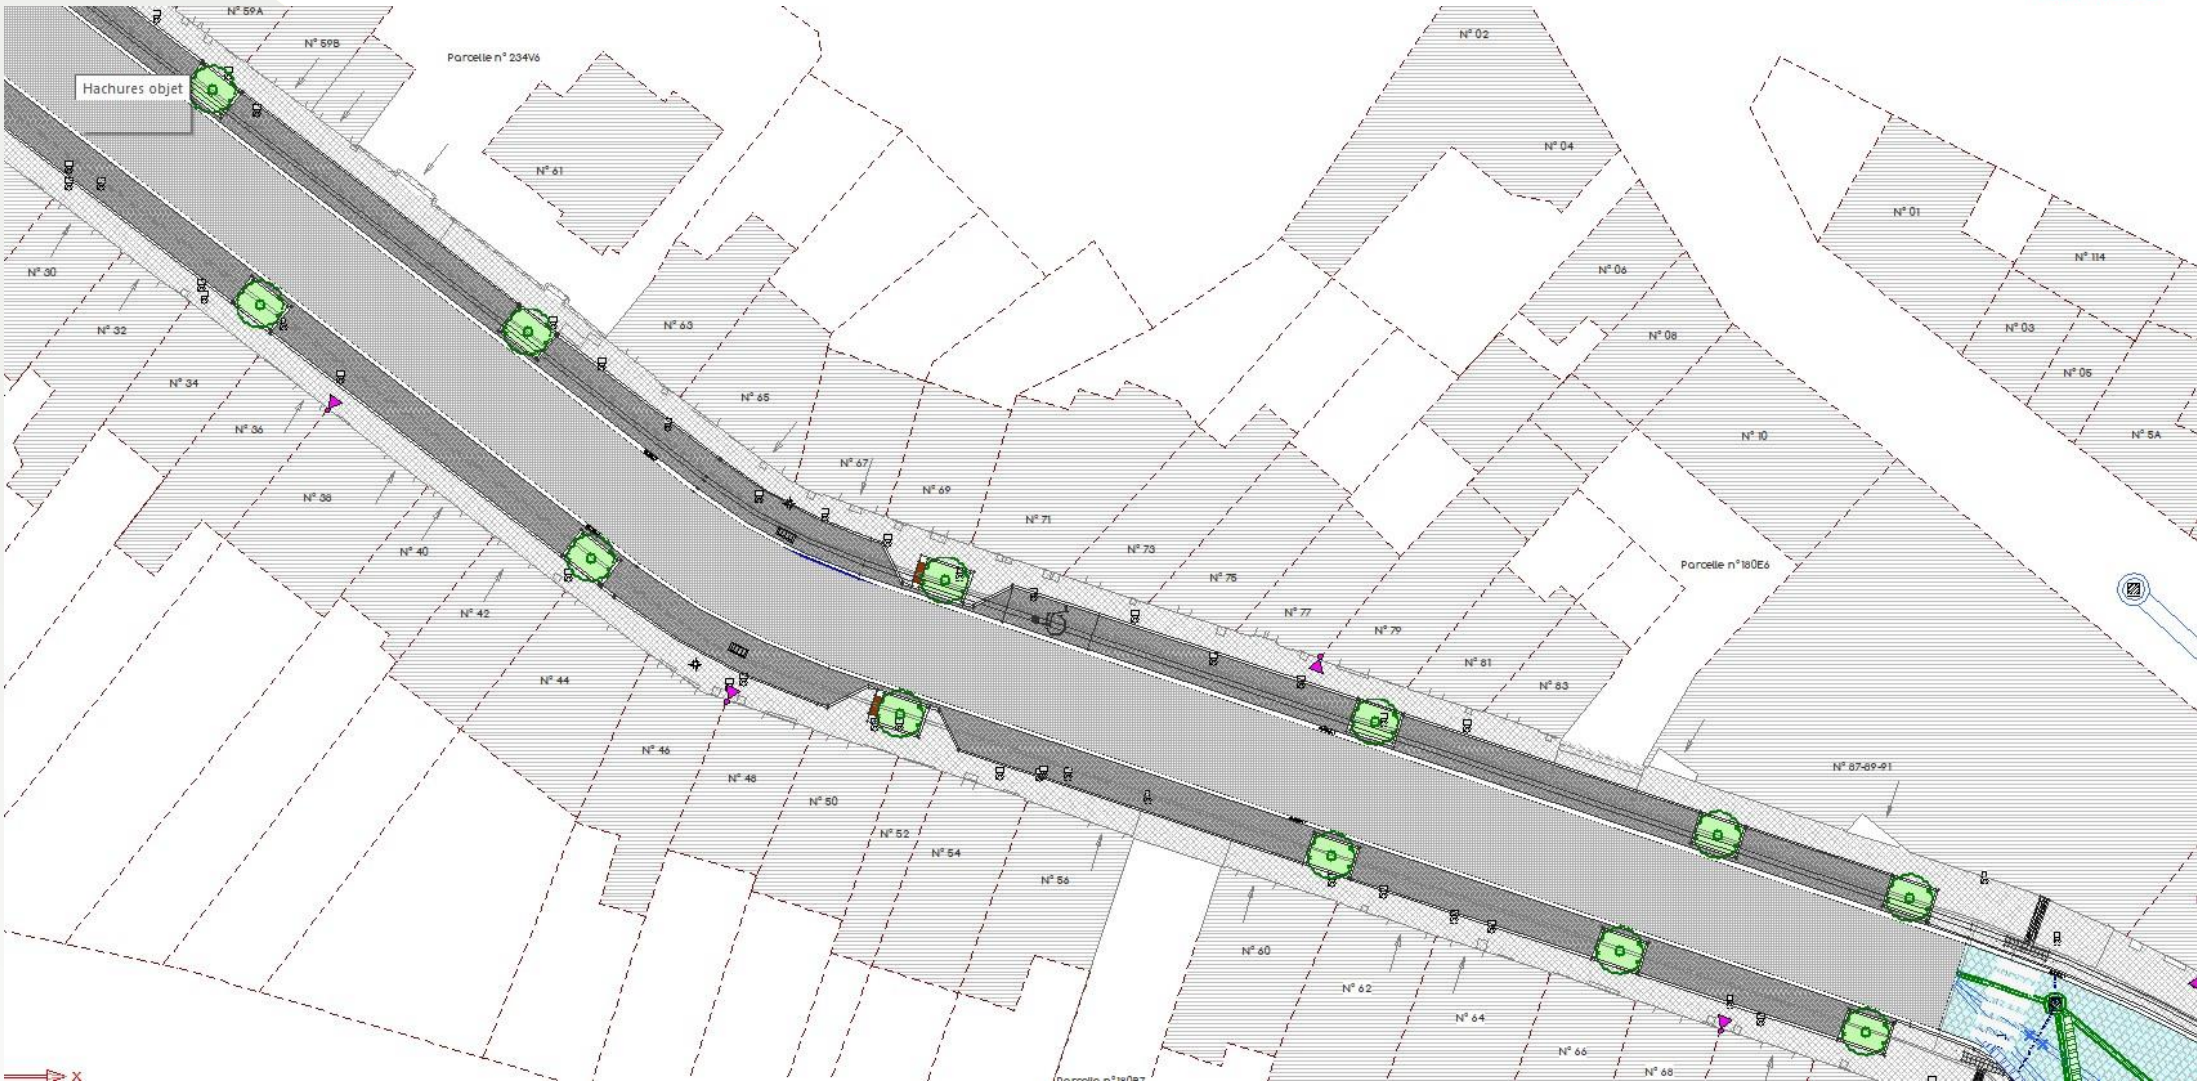 N° 59A
N° 59B
Parcelle n° 234V6
Hachures objet
N° 61
N° 02
N° 04
N° 01
N° 114
N° 30
N° 06
N° 03
N° 32
N° 63
N° 08
N° 05
N° 34
N° 65
N° 36
N° 10
N° 5A
N° 67
N° 38
N° 69
N° 71
N° 40
N° 73
Parcelle n°180E6
N° 75
N° 42
N° 77
N° 79
N° 81
N° 44
N° 83
N° 46
N° 87-89-91
N° 48
N° 50
N° 52
N° 54
N° 56
N° 60
N° 62
N° 64
N° 66
N° 68
X